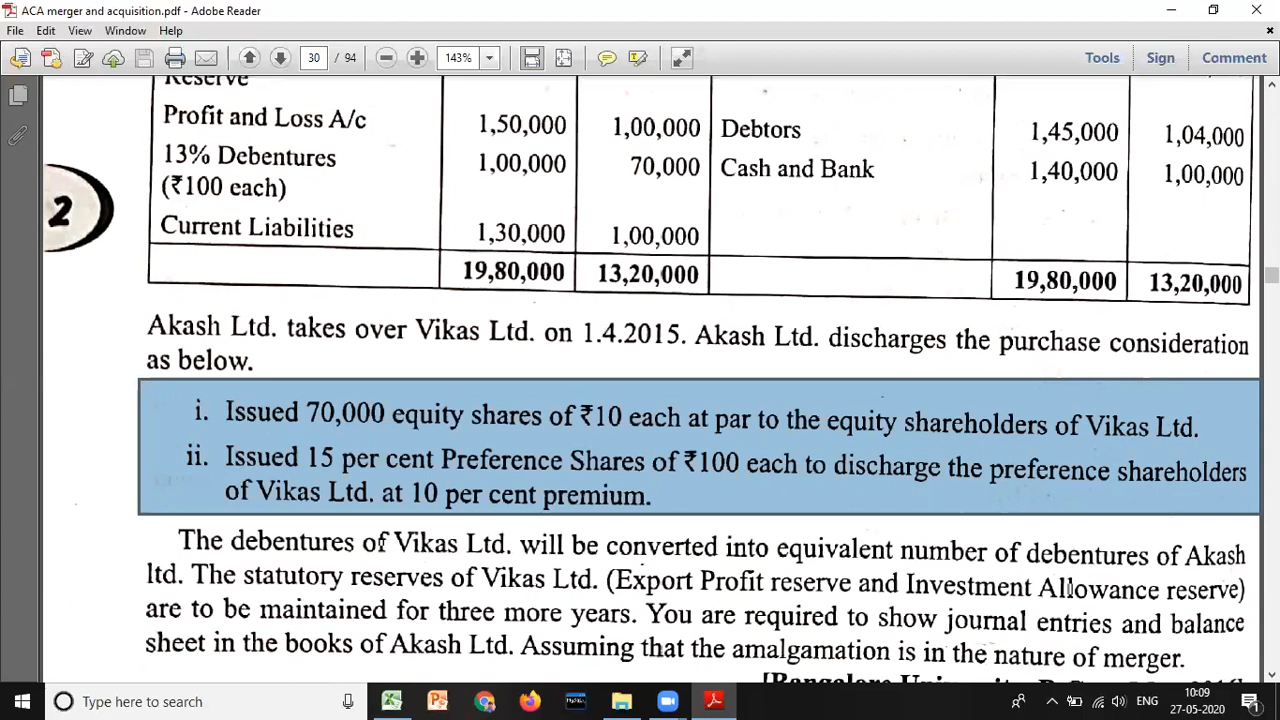 ACA merger and acquisition.pdf - Adobe Reader
File Edit View Window Help
30 / 94 143% Tools Sign Comment
Reserve
Profit and Loss A/c 1,50,000 1,00,000 Debtors 1,45,000 1,04,000
13% Debentures 1,00,000 70,000 Cash and Bank 1,40,000 1,00,000
(₹100 each)
2
Current Liabilities 1,30,000 1,00,000
19,80,000 13,20,000 19,80,000 13,20,000
Akash Ltd. takes over Vikas Ltd. on 1.4.2015. Akash Ltd. discharges the purchase consideration
as below.
i. Issued 70,000 equity shares of ₹10 each at par to the equity shareholders of Vikas Ltd.
ii. Issued 15 per cent Preference Shares of ₹100 each to discharge the preference shareholders
of Vikas Ltd. at 10 per cent premium.
The debentures of Vikas Ltd. will be converted into equivalent number of debentures of Akash
ltd. The statutory reserves of Vikas Ltd. (Export Profit reserve and Investment Allowance reserve)
are to be maintained for three more years. You are required to show journal entries and balance
sheet in the books of Akash Ltd. Assuming that the amalgamation is in the nature of merger.
Type here to search
ENG
10:09
27-05-2020
1